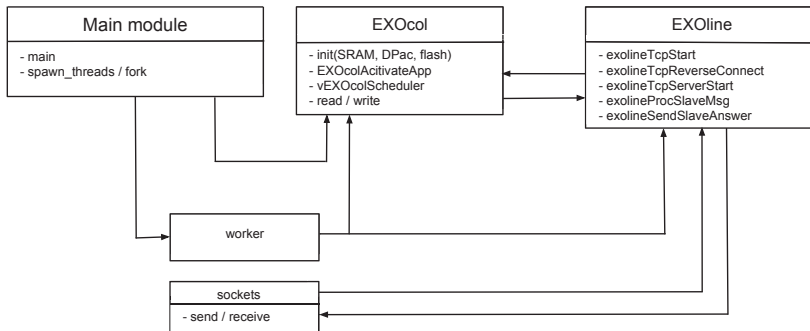 Main module
- main
- spawn_threads / fork
EXOcol
- init(SRAM, DPac, flash)
- EXOcolAcitivateApp
- vEXOcolScheduler
- read / write
EXOline
- exolineTcpStart
- exolineTcpReverseConnect
- exolineTcpServerStart
- exolineProcSlaveMsg
- exolineSendSlaveAnswer
worker
sockets
- send / receive